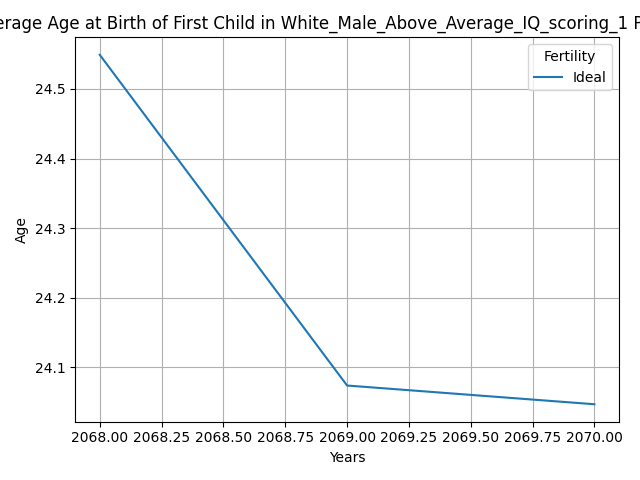 erage Age at Birth of First Child in White_Male_Above_Average_IQ_scoring_1
Fertility
Ideal
24.5
24.4
24.3
24.2
24.1
Age
2068.00 2068.25 2068.50 2068.75 2069.00 2069.25 2069.50 2069.75 2070.00
Years